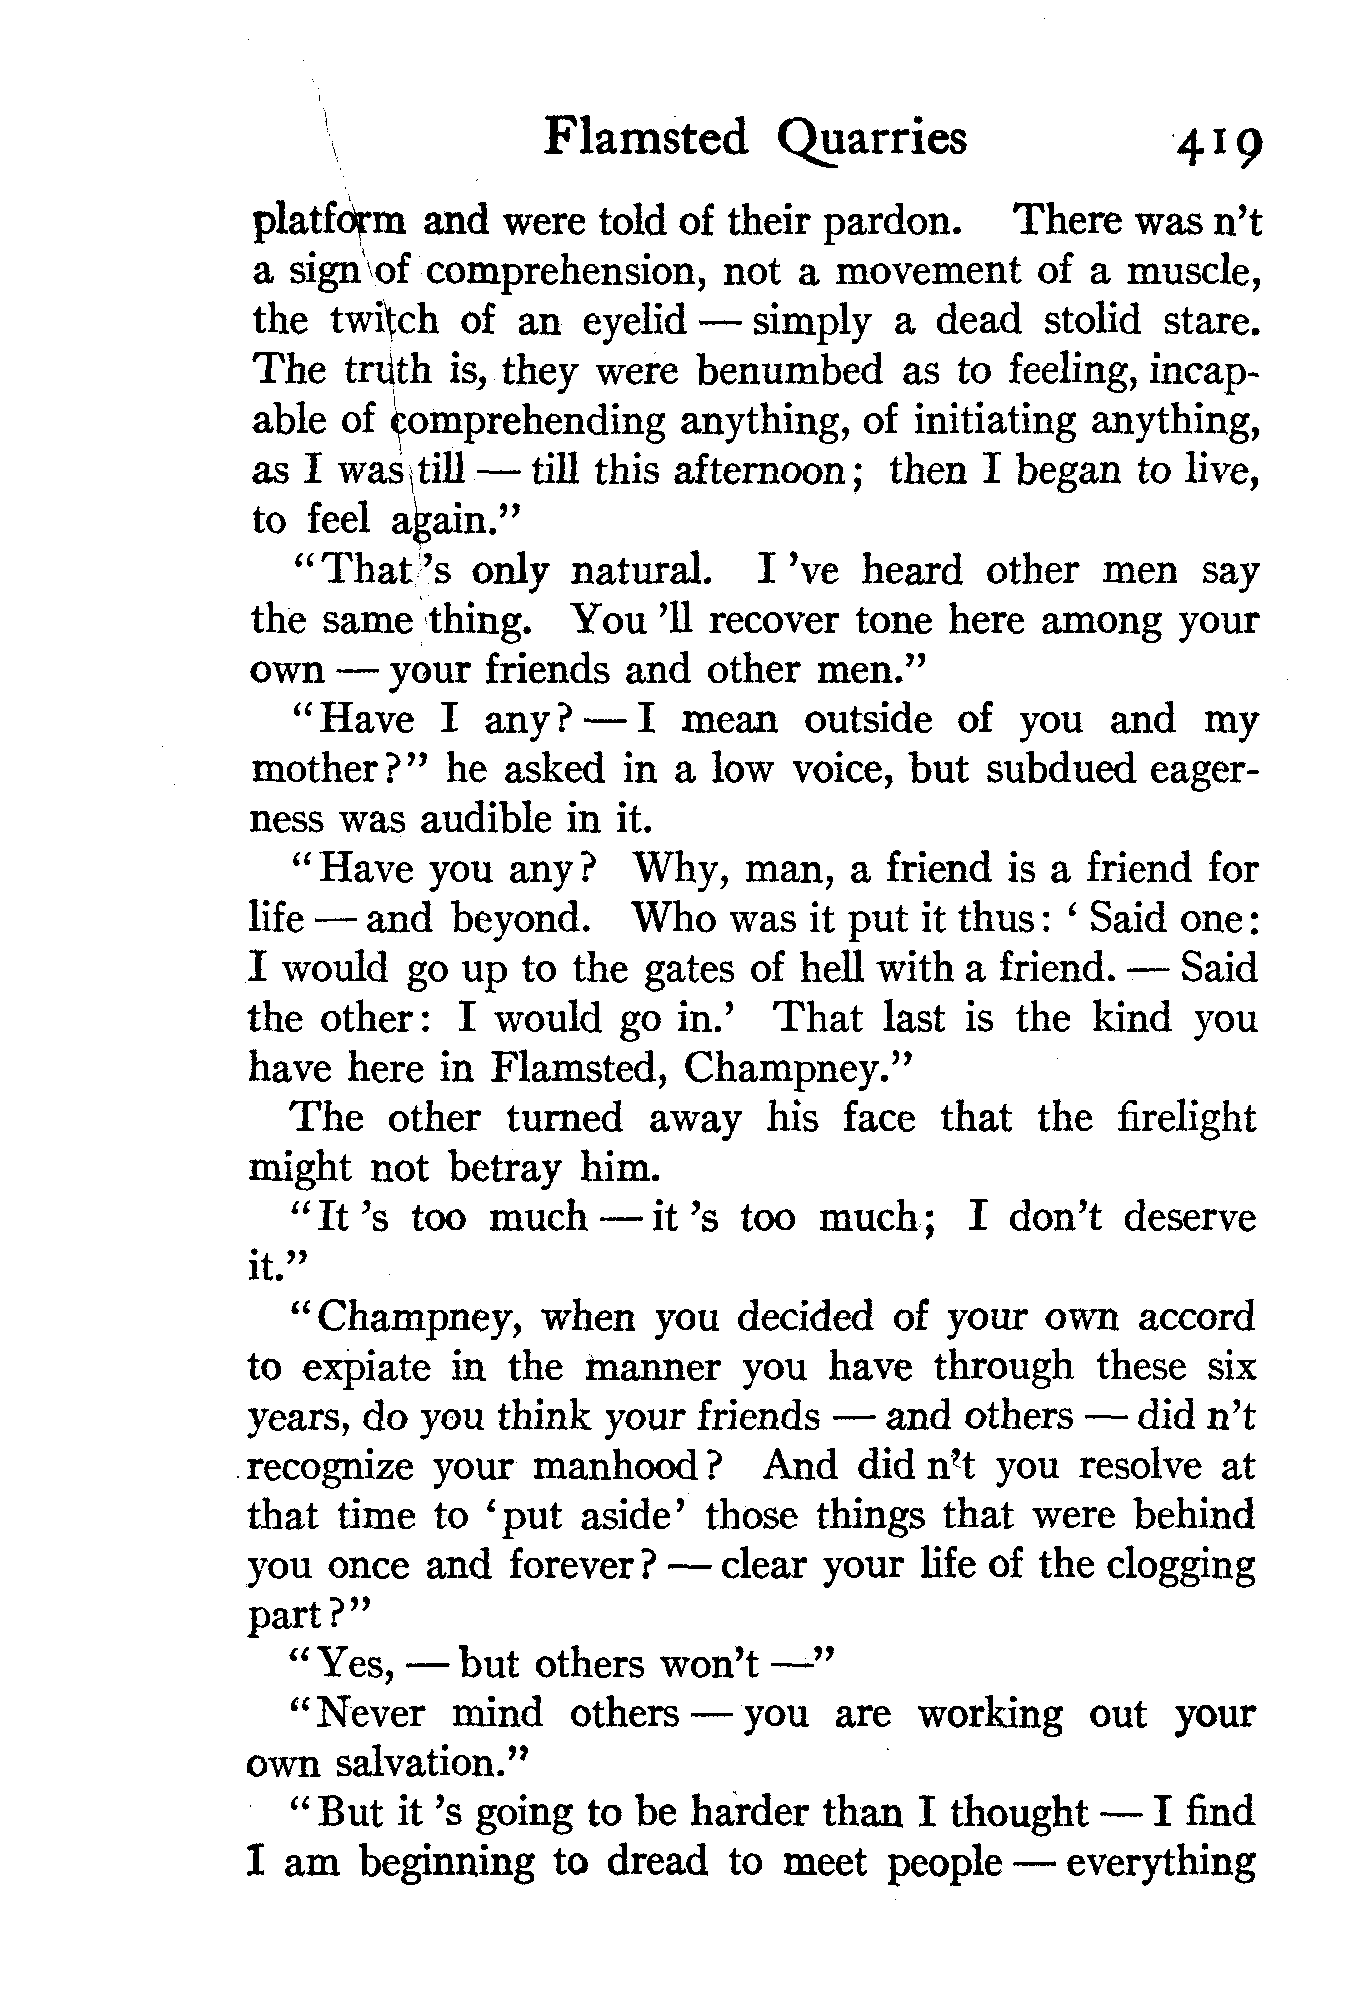 Flamsted Quarries 419
platform and were told of their pardon. There was n't
a sign of comprehension, not a movement of a muscle,
the twitch of an eyelid — simply a dead stolid stare.
The truth is, they were benumbed as to feeling, incap-
able of comprehending anything, of initiating anything,
as I was till — till this afternoon; then I began to live,
to feel again."
"That 's only natural. I 've heard other men say
the same thing. You 'll recover tone here among your
own — your friends and other men."
"Have I any? — I mean outside of you and my
mother?" he asked in a low voice, but subdued eager-
ness was audible in it.
"Have you any? Why, man, a friend is a friend for
life — and beyond. Who was it put it thus: ' Said one:
I would go up to the gates of hell with a friend. — Said
the other: I would go in.' That last is the kind you
have here in Flamsted, Champney."
The other turned away his face that the firelight
might not betray him.
"It 's too much — it 's too much; I don't deserve
it."
"Champney, when you decided of your own accord
to expiate in the manner you have through these six
years, do you think your friends — and others — did n't
recognize your manhood? And did n't you resolve at
that time to 'put aside' those things that were behind
you once and forever? — clear your life of the clogging
part?"
"Yes, — but others won't —"
"Never mind others — you are working out your
own salvation."
"But it 's going to be harder than I thought — I find
I am beginning to dread to meet people — everything